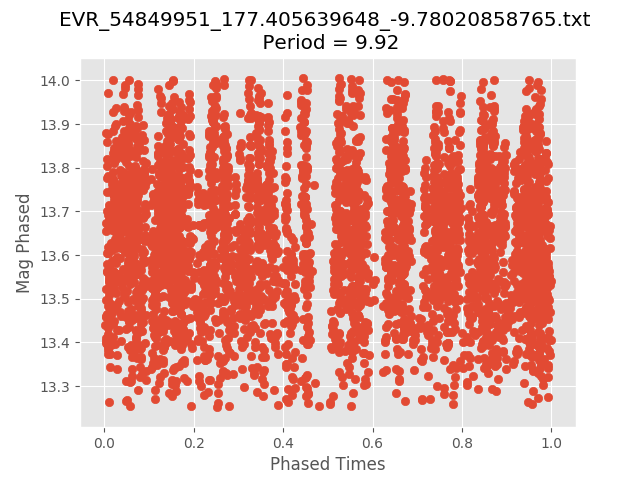 EVR_54849951_177.405639648_-9.78020858765.txt
Period = 9.92
14.0
13.9
13.8
13.7
13.6
13.5
13.4
13.3
Mag Phased
0.0 0.2 0.4 0.6 0.8 1.0
Phased Times